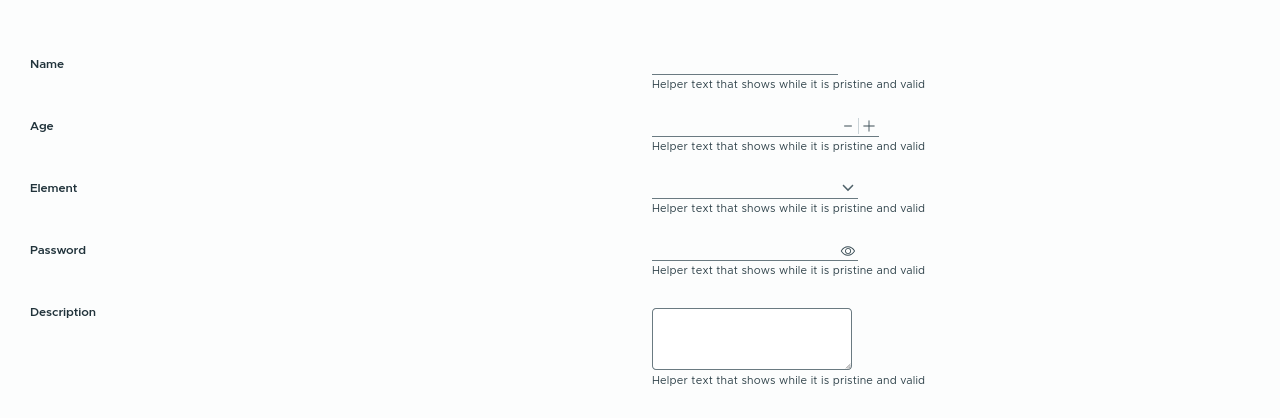 Name
Helper text that shows while it is pristine and valid
Age
Helper text that shows while it is pristine and valid
Element
Helper text that shows while it is pristine and valid
Password
Helper text that shows while it is pristine and valid
Description
Helper text that shows while it is pristine and valid